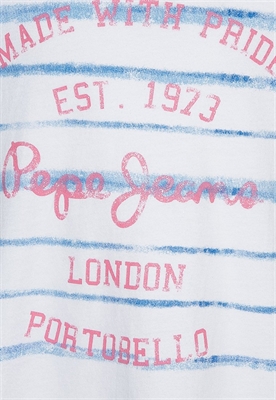 MADE WITH PRIDE
EST. 1973
Pepe Jeans
LONDON
PORTOBELLO